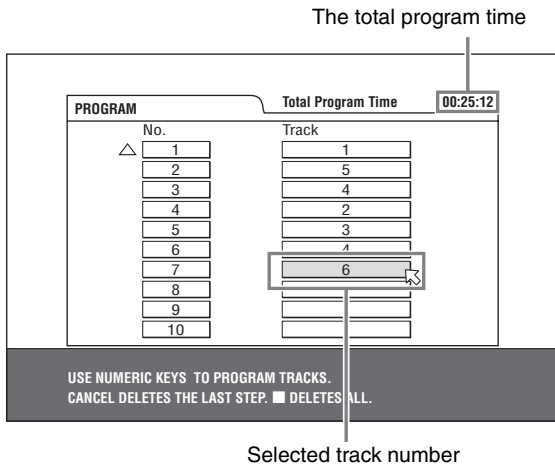 The total program time
PROGRAM Total Program Time 00:25:12
No. Track
1 1
2 5
3 4
4 2
5 3
6 4
7 6
8
9
10
USE NUMERIC KEYS TO PROGRAM TRACKS.
CANCEL DELETES THE LAST STEP. ■ DELETES ALL.
Selected track number